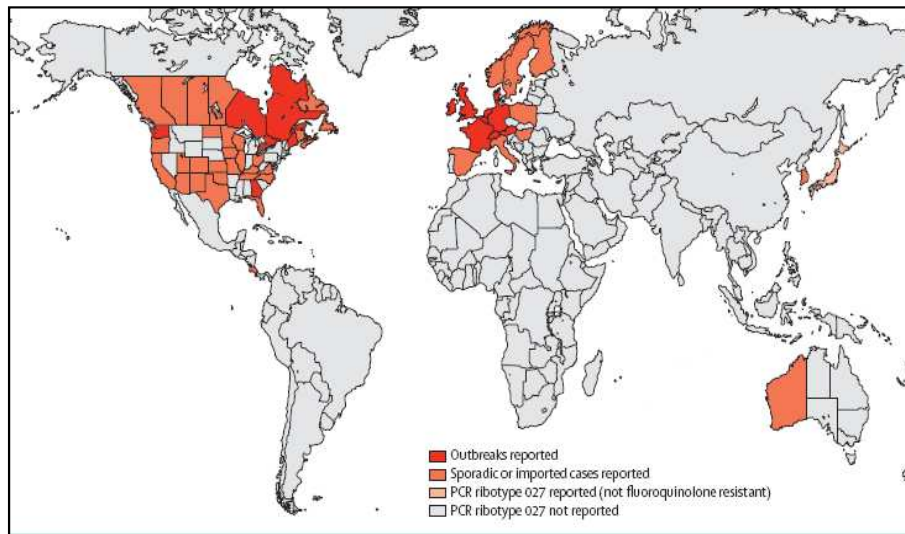 Outbreaks reported
Sporadic or imported cases reported
PCR ribotype 027 reported (not fluoroquinolone resistant)
PCR ribotype 027 not reported